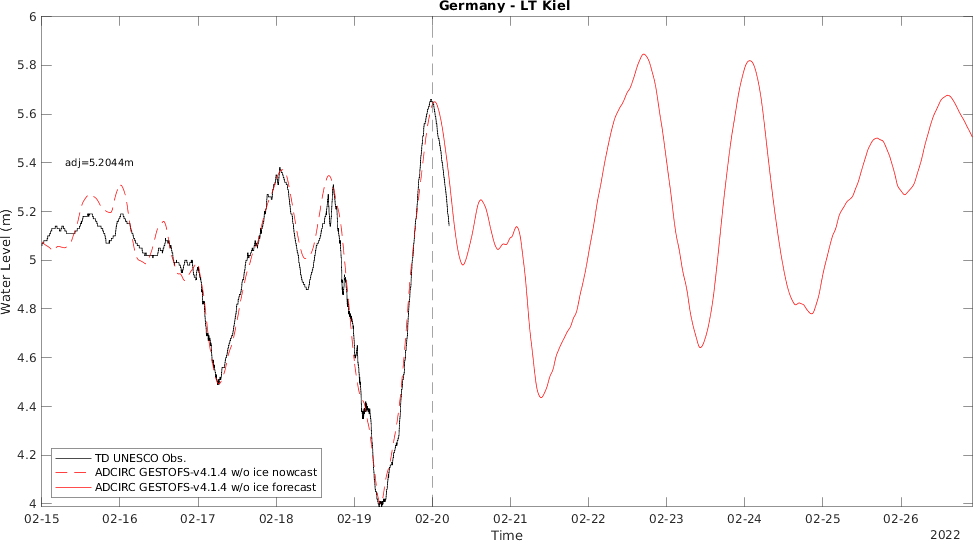 Germany - LT Kiel
6
5.8
5.6
5.4
5.2
5
4.8
4.6
4.4
4.2
4
Water Level (m)
adj=5.2044m
TD UNESCO Obs.
ADCIRC GESTOFS-v4.1.4 w/o ice nowcast
ADCIRC GESTOFS-v4.1.4 w/o ice forecast
02-15 02-16 02-17 02-18 02-19 02-20 02-21 02-22 02-23 02-24 02-25 02-26
Time
2022